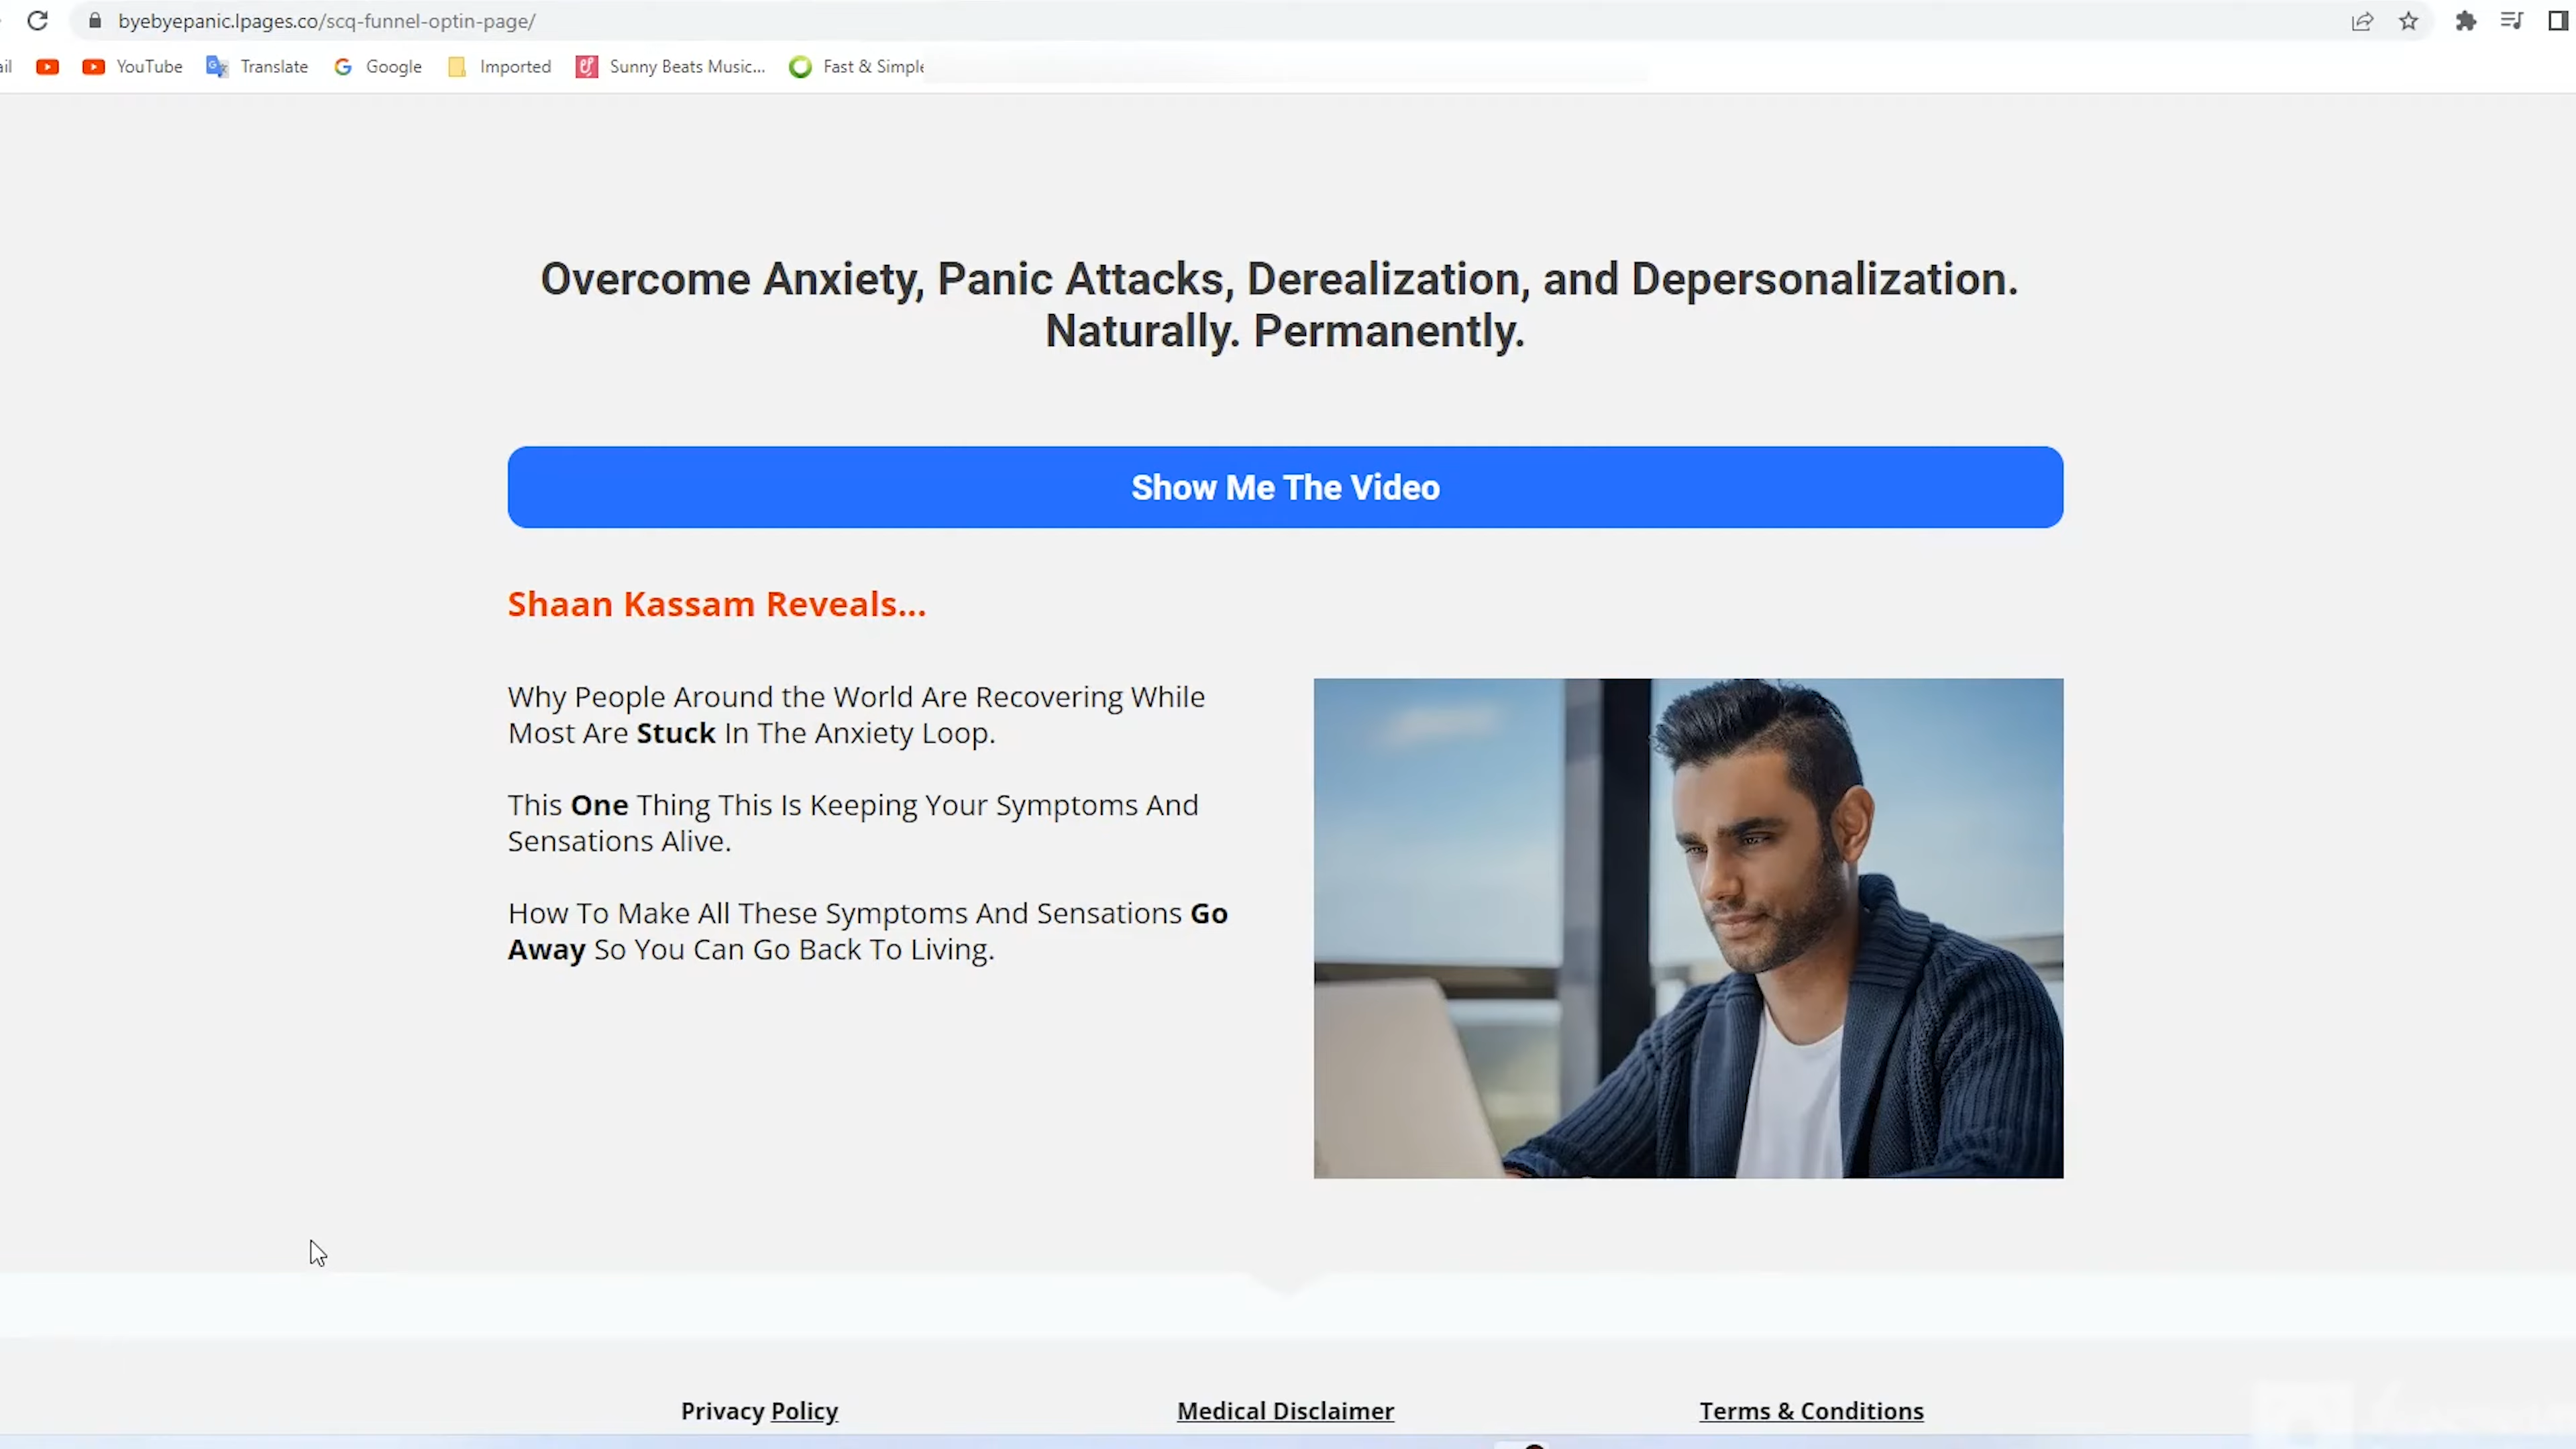 byebyepanic.lpages.co/scq-funnel-optin-page/
YouTube Translate Google Imported Sunny Beats Music... Fast & Simple
Overcome Anxiety, Panic Attacks, Derealization, and Depersonalization.
Naturally. Permanently.
Show Me The Video
Shaan Kassam Reveals...
Why People Around the World Are Recovering While
Most Are Stuck In The Anxiety Loop.
This One Thing This Is Keeping Your Symptoms And
Sensations Alive.
How To Make All These Symptoms And Sensations Go
Away So You Can Go Back To Living.
Privacy Policy Medical Disclaimer Terms & Conditions